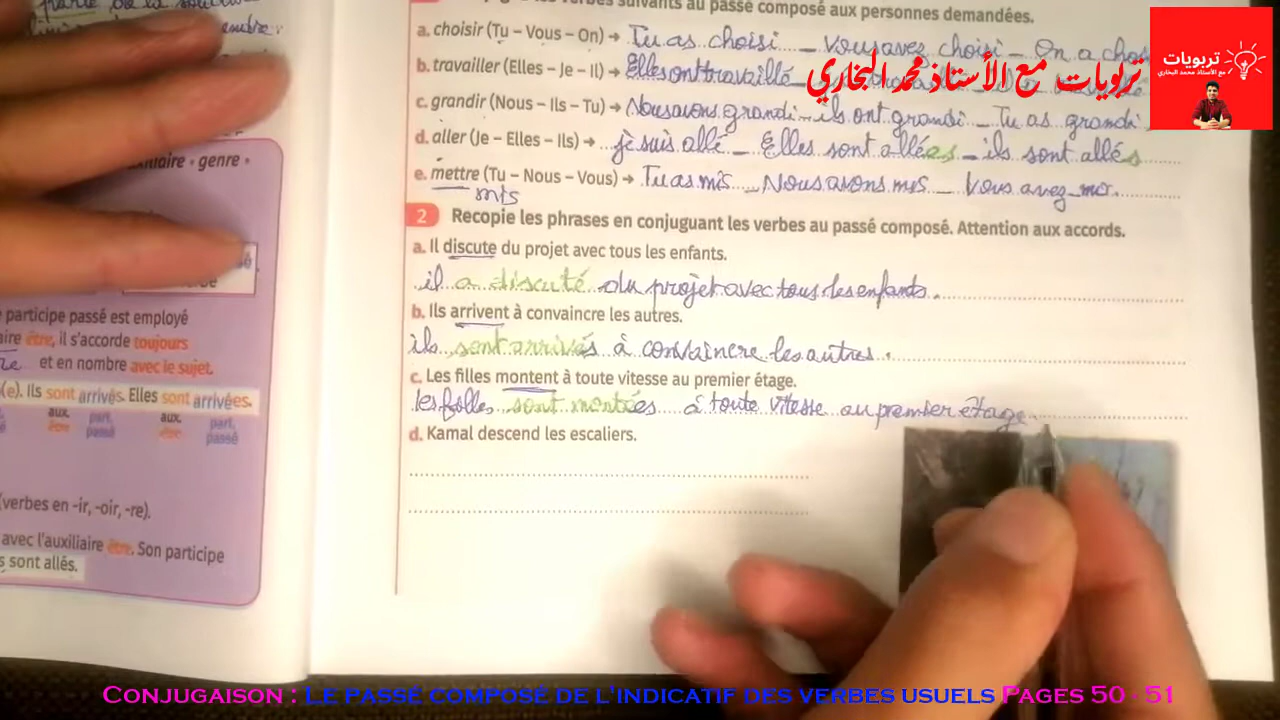 partie de la
les verbes suivants au passé composé aux personnes demandées.
a. choisir (Tu – Vous – On) → Tu as choisi – Vous avez choisi – On a chois
b. travailler (Elles – Je – Il) → Elles ont travaillé –
c. grandir (Nous – Ils – Tu) → Nous avons grandi – ils ont grandi – Tu as grandi
d. aller (Je – Elles – Ils) → je suis allé – Elles sont allées – ils sont allés
e. mettre (Tu – Nous – Vous) → Tu as mis – Nous avons mis – Vous avez mis.
mis
2 Recopie les phrases en conjuguant les verbes au passé composé. Attention aux accords.
a. Il discute du projet avec tous les enfants.
il a discuté du projet avec tous les enfants.
b. Ils arrivent à convaincre les autres.
ils sont arrivés à convaincre les autres.
c. Les filles montent à toute vitesse au premier étage.
les filles sont montées à toute vitesse au premier étage
d. Kamal descend les escaliers.
auxiliaire • genre •
participe passé est employé
être, il s'accorde toujours
et en nombre avec le sujet.
(e). Ils sont arrivés. Elles sont arrivées.
aux. part. aux. part.
être passé être passé
(verbes en -ir, -oir, -re).
avec l'auxiliaire être. Son participe
sont allés.
تربويات مع الأستاذ محمد البخاري
تربويات
مع الأستاذ محمد البخاري
Conjugaison : Le passé composé de l'indicatif des verbes usuels Pages 50 - 51